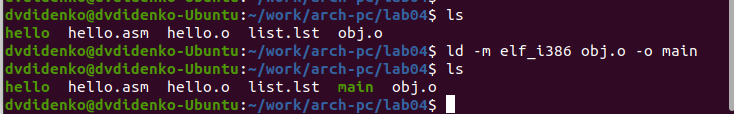 dvdidenko@dvdidenko-Ubuntu:~/work/arch-pc/lab04$ ls
hello  hello.asm  hello.o  list.lst  obj.o
dvdidenko@dvdidenko-Ubuntu:~/work/arch-pc/lab04$ ld -m elf_i386 obj.o -o main
dvdidenko@dvdidenko-Ubuntu:~/work/arch-pc/lab04$ ls
hello  hello.asm  hello.o  list.lst  main  obj.o
dvdidenko@dvdidenko-Ubuntu:~/work/arch-pc/lab04$